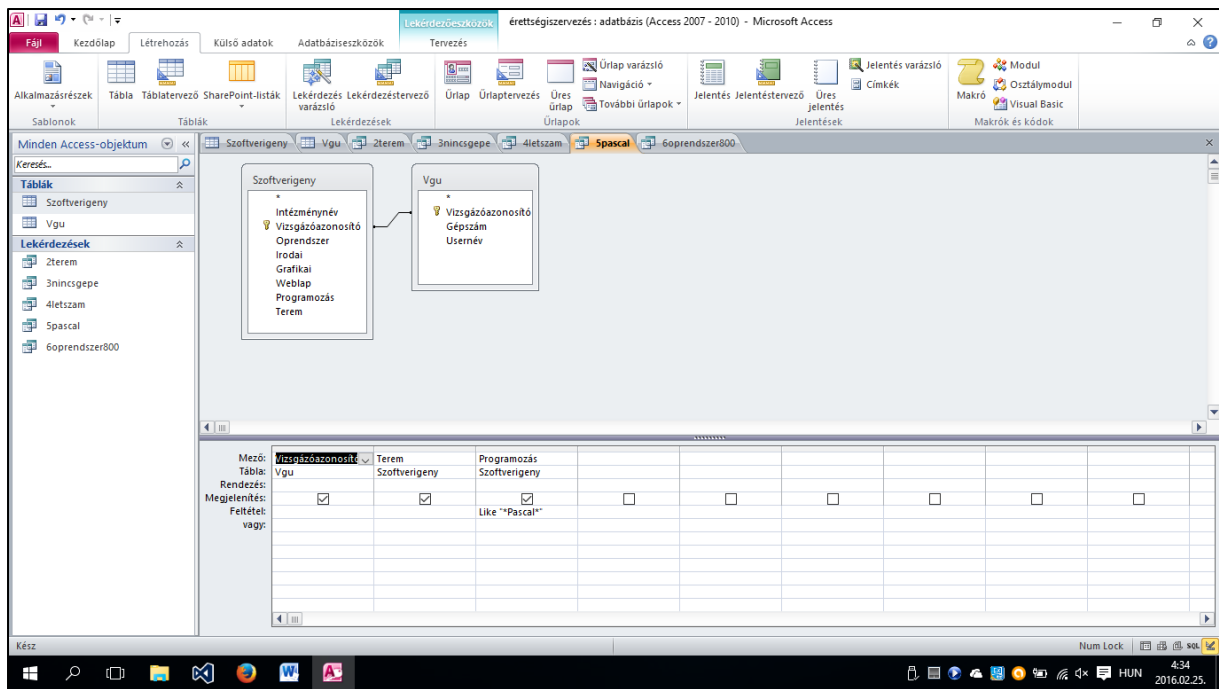 Lekérdezőeszközök érettségiszervezés : adatbázis (Access 2007 - 2010) - Microsoft Access
Fájl Kezdőlap Létrehozás Külső adatok Adatbáziseszközök Tervezés
Alkalmazásrészek Tábla Táblatervező SharePoint-listák Lekérdezés varázsló Lekérdezéstervező Űrlap Űrlaptervezés Üres űrlap Űrlap varázsló Jelentés Jelentéstervező Üres jelentés Jelentés varázsló Makró Modul
Navigáció Címkék Osztálymodul
További űrlapok Visual Basic
Sablonok Táblák Lekérdezések Űrlapok Jelentések Makrók és kódok
Minden Access-objektum « Szoftverigeny Vgu 2terem 3nincsgepe 4letszam 5pascal 6oprendszer800
Keresés...
Táblák
Szoftverigeny
Vgu
Lekérdezések
2terem
3nincsgepe
4letszam
5pascal
6oprendszer800
Szoftverigeny
*
Intézménynév
Vizsgázóazonosító
Oprendszer
Irodai
Grafikai
Weblap
Programozás
Terem
Vgu
*
Vizsgázóazonosító
Gépszám
Usernév
Mező: Vizsgázóazonosító Terem Programozás
Tábla: Vgu Szoftverigeny Szoftverigeny
Rendezés:
Megjelenítés:
Feltétel: Like "*Pascal*"
vagy:
Kész Num Lock SQL
HUN 4:34
2016.02.25.